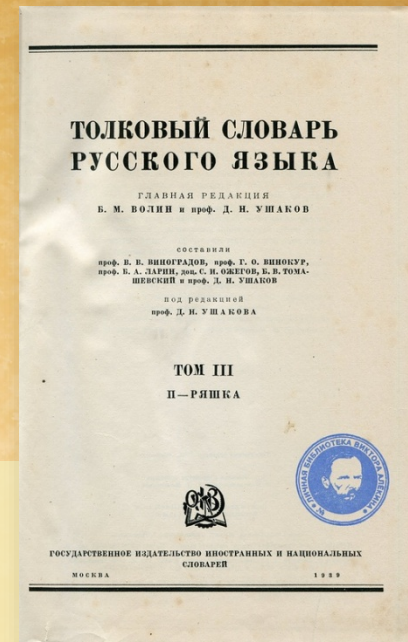 ТОЛКОВЫЙ СЛОВАРЬ
РУССКОГО ЯЗЫКА
ГЛАВНАЯ РЕДАКЦИЯ
Б. М. ВОЛИН и проф. Д. Н. УШАКОВ
составили
проф. В. В. ВИНОГРАДОВ, проф. Г. О. ВИНОКУР,
проф. Б. А. ЛАРИН, доц. С. И. ОЖЕГОВ, Б. В. ТОМА-
ШЕВСКИЙ и проф. Д. Н. УШАКОВ
под редакцией
проф. Д. Н. УШАКОВА
ТОМ III
П—РЯШКА
ЛИЧНАЯ БИБЛИОТЕКА ВИКТОРА
ГОСУДАРСТВЕННОЕ ИЗДАТЕЛЬСТВО ИНОСТРАННЫХ И НАЦИОНАЛЬНЫХ
СЛОВАРЕЙ
МОСКВА 1939